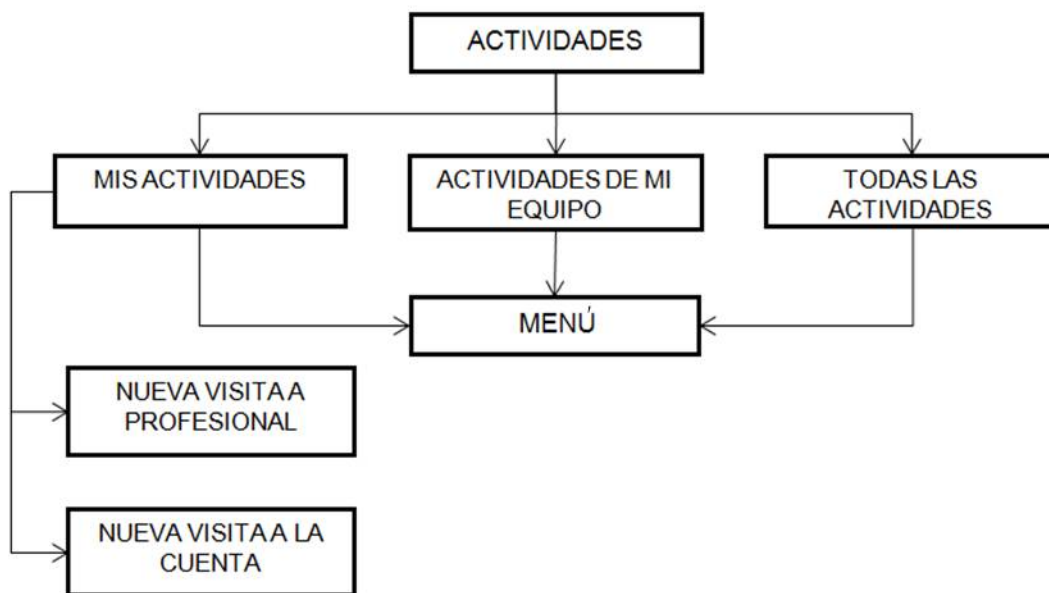 ACTIVIDADES
MIS ACTIVIDADES
ACTIVIDADES DE MI
EQUIPO
TODAS LAS
ACTIVIDADES
MENÚ
NUEVA VISITA A
PROFESIONAL
NUEVA VISITA A LA
CUENTA